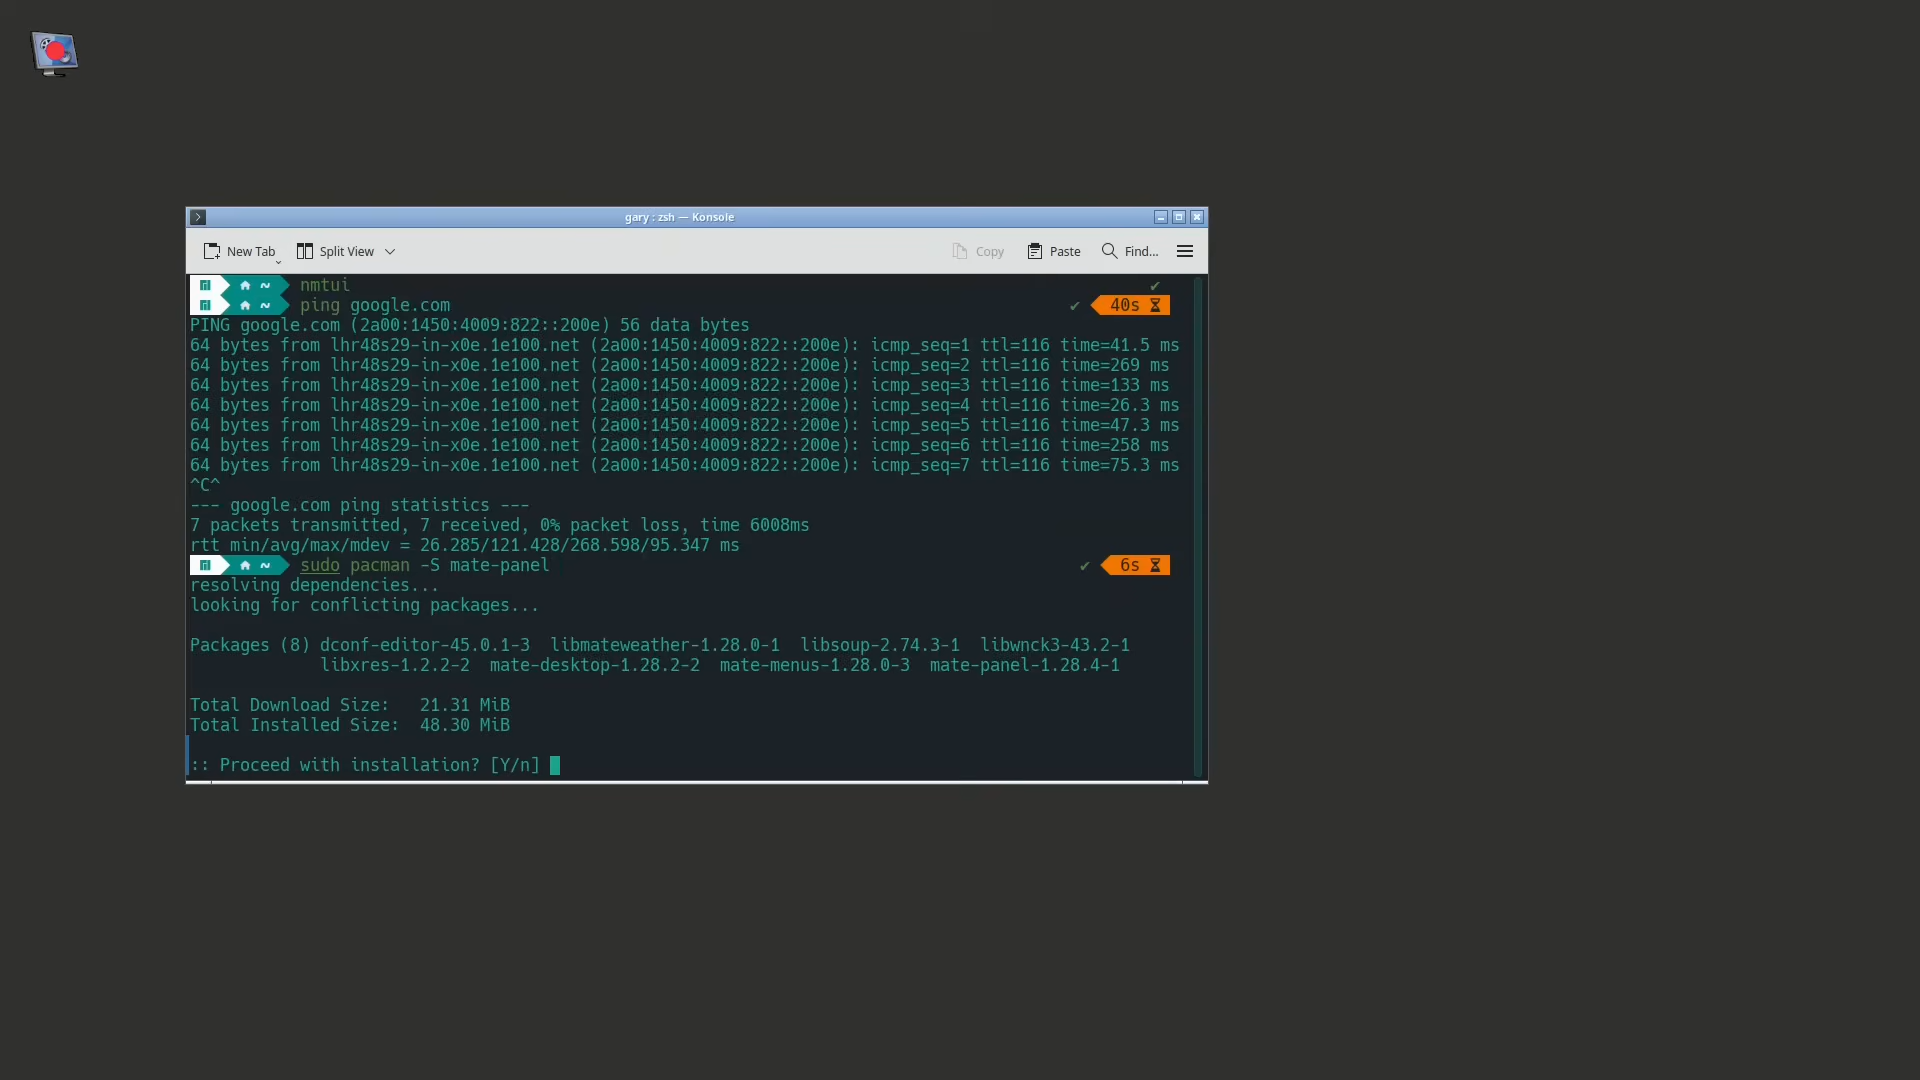 gary : zsh — Konsole
New Tab Split View Copy Paste Find...
~ nmtui ✔
~ ping google.com ✔ 40s
PING google.com (2a00:1450:4009:822::200e) 56 data bytes
64 bytes from lhr48s29-in-x0e.1e100.net (2a00:1450:4009:822::200e): icmp_seq=1 ttl=116 time=41.5 ms
64 bytes from lhr48s29-in-x0e.1e100.net (2a00:1450:4009:822::200e): icmp_seq=2 ttl=116 time=269 ms
64 bytes from lhr48s29-in-x0e.1e100.net (2a00:1450:4009:822::200e): icmp_seq=3 ttl=116 time=133 ms
64 bytes from lhr48s29-in-x0e.1e100.net (2a00:1450:4009:822::200e): icmp_seq=4 ttl=116 time=26.3 ms
64 bytes from lhr48s29-in-x0e.1e100.net (2a00:1450:4009:822::200e): icmp_seq=5 ttl=116 time=47.3 ms
64 bytes from lhr48s29-in-x0e.1e100.net (2a00:1450:4009:822::200e): icmp_seq=6 ttl=116 time=258 ms
64 bytes from lhr48s29-in-x0e.1e100.net (2a00:1450:4009:822::200e): icmp_seq=7 ttl=116 time=75.3 ms
^C^
--- google.com ping statistics ---
7 packets transmitted, 7 received, 0% packet loss, time 6008ms
rtt min/avg/max/mdev = 26.285/121.428/268.598/95.347 ms
~ sudo pacman -S mate-panel ✔ 6s
resolving dependencies...
looking for conflicting packages...
Packages (8) dconf-editor-45.0.1-3 libmateweather-1.28.0-1 libsoup-2.74.3-1 libwnck3-43.2-1
libxres-1.2.2-2 mate-desktop-1.28.2-2 mate-menus-1.28.0-3 mate-panel-1.28.4-1
Total Download Size: 21.31 MiB
Total Installed Size: 48.30 MiB
:: Proceed with installation? [Y/n]